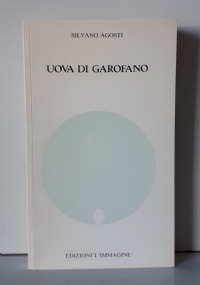 SILVANO AGOSTI
UOVA DI GAROFANO
EDIZIONI L'IMMAGINE